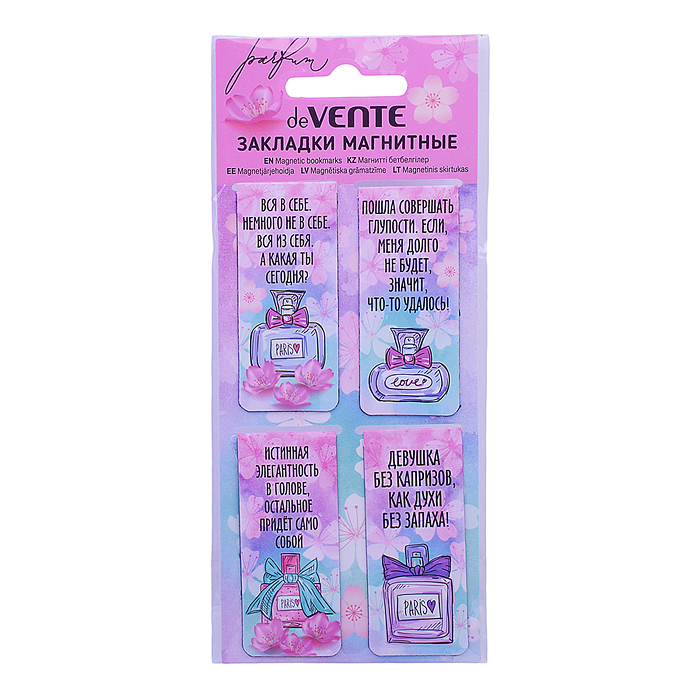 parfum
deVENTE
ЗАКЛАДКИ МАГНИТНЫЕ
EN Magnetic bookmarks KZ Магнитті бетбелгілер
EE Magnetjärjehoidja LV Magnētiska grāmatzīme LT Magnetinis skirtukas
ВСЯ В СЕБЕ.
НЕМНОГО НЕ В СЕБЕ.
ВСЯ ИЗ СЕБЯ.
А КАКАЯ ТЫ
СЕГОДНЯ?
PARIS
ПОШЛА СОВЕРШАТЬ
ГЛУПОСТИ. ЕСЛИ,
МЕНЯ ДОЛГО
НЕ БУДЕТ,
ЗНАЧИТ,
ЧТО-ТО УДАЛОСЬ!
love
ИСТИННАЯ
ЭЛЕГАНТНОСТЬ
В ГОЛОВЕ,
ОСТАЛЬНОЕ
ПРИДЁТ САМО
СОБОЙ
PARIS
ДЕВУШКА
БЕЗ КАПРИЗОВ,
КАК ДУХИ
БЕЗ ЗАПАХА!
PARIS